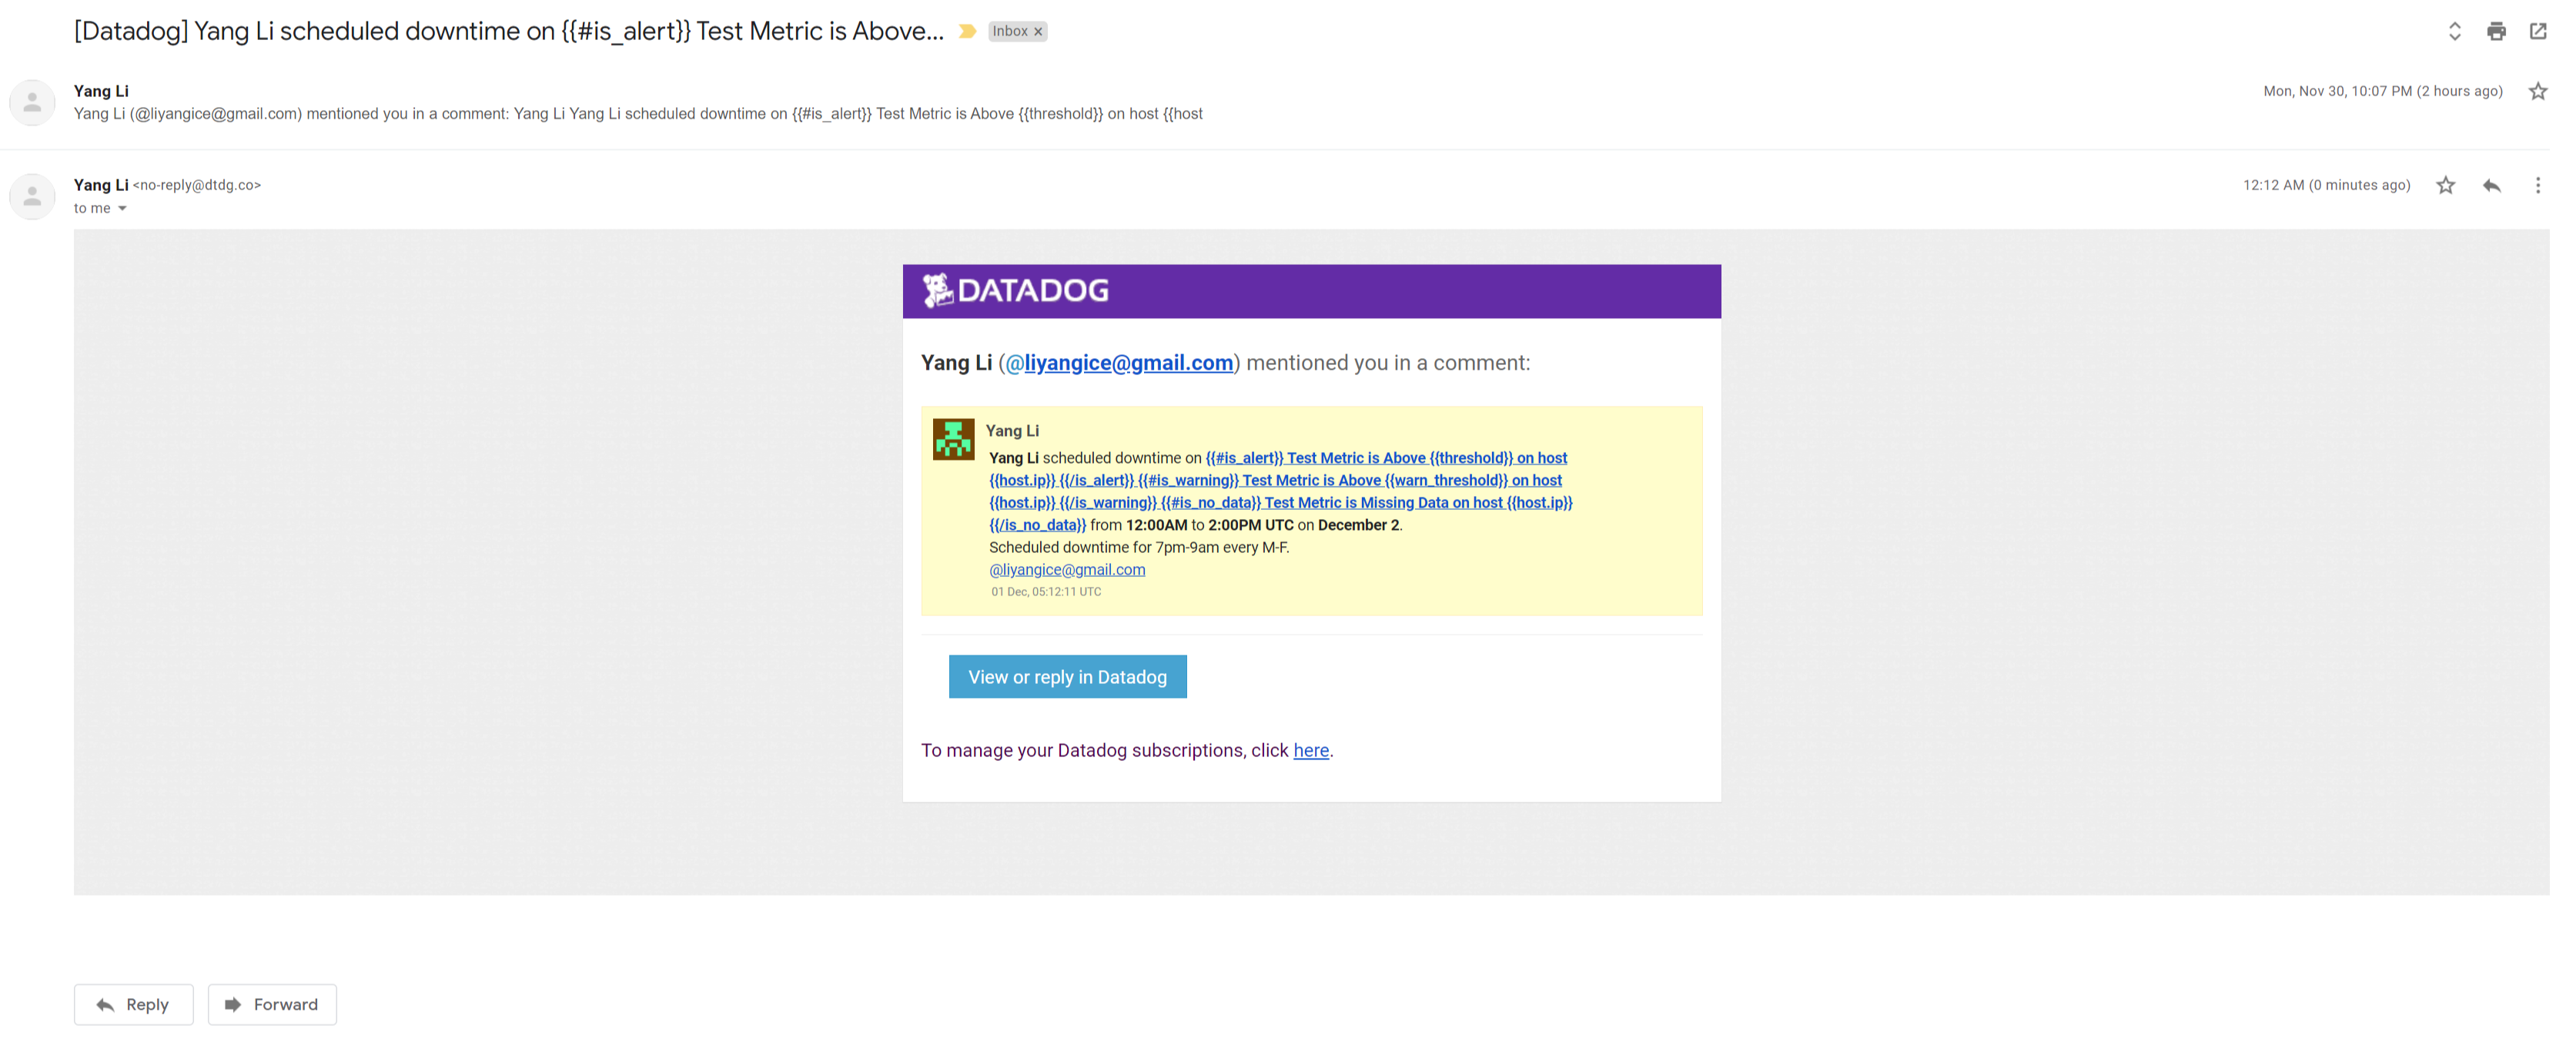 [Datadog] Yang Li scheduled downtime on {{#is_alert}} Test Metric is Above... Inbox ×
Yang Li Mon, Nov 30, 10:07 PM (2 hours ago)
Yang Li (@liyangice@gmail.com) mentioned you in a comment: Yang Li Yang Li scheduled downtime on {{#is_alert}} Test Metric is Above {{threshold}} on host {{host
Yang Li <no-reply@dtdg.co> 12:12 AM (0 minutes ago)
to me
DATADOG
Yang Li (@liyangice@gmail.com) mentioned you in a comment:
Yang Li
Yang Li scheduled downtime on {{#is_alert}} Test Metric is Above {{threshold}} on host
{{host.ip}} {{/is_alert}} {{#is_warning}} Test Metric is Above {{warn_threshold}} on host
{{host.ip}} {{/is_warning}} {{#is_no_data}} Test Metric is Missing Data on host {{host.ip}}
{{/is_no_data}} from 12:00AM to 2:00PM UTC on December 2.
Scheduled downtime for 7pm-9am every M-F.
@liyangice@gmail.com
01 Dec, 05:12:11 UTC
View or reply in Datadog
To manage your Datadog subscriptions, click here.
Reply Forward